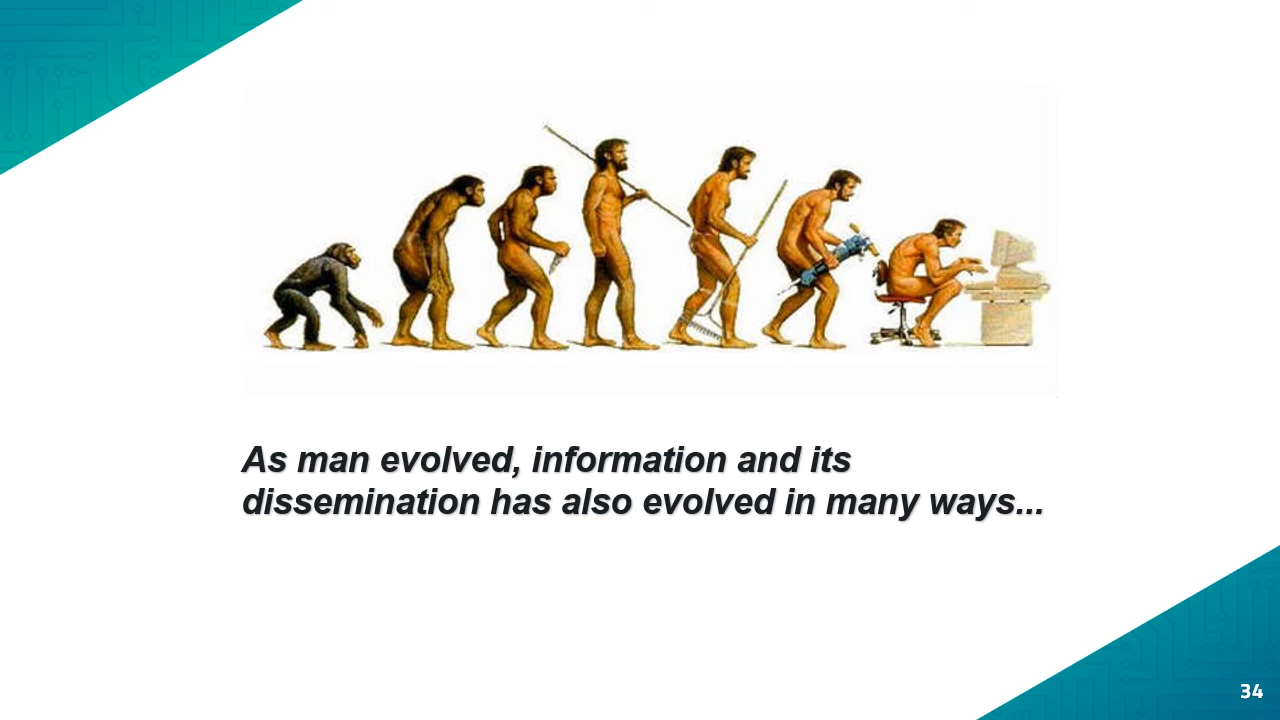 As man evolved, information and its
dissemination has also evolved in many ways...
34